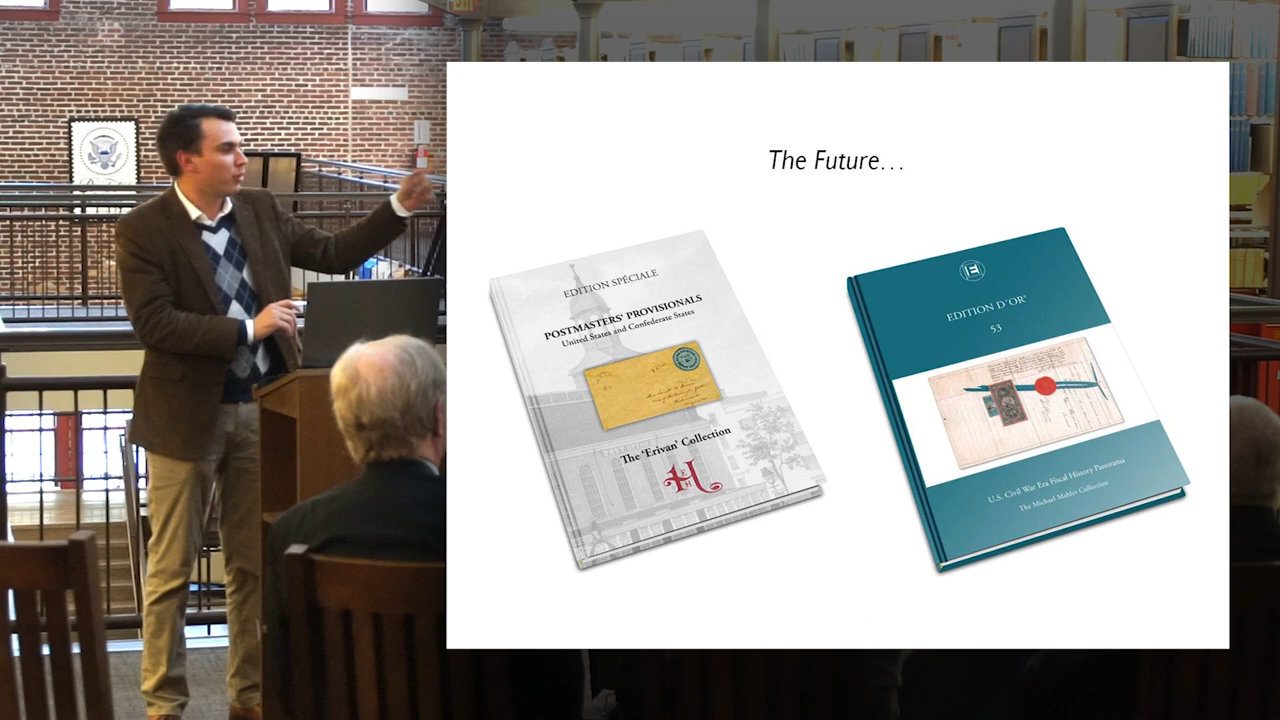 The Future...
EDITION SPÉCIALE
POSTMASTERS' PROVISIONALS
United States and Confederate States
The 'Erivan' Collection
H
EDITION D'OR
53
U.S. Civil War Era Fiscal History Panorama
The Michael Mahler Collection